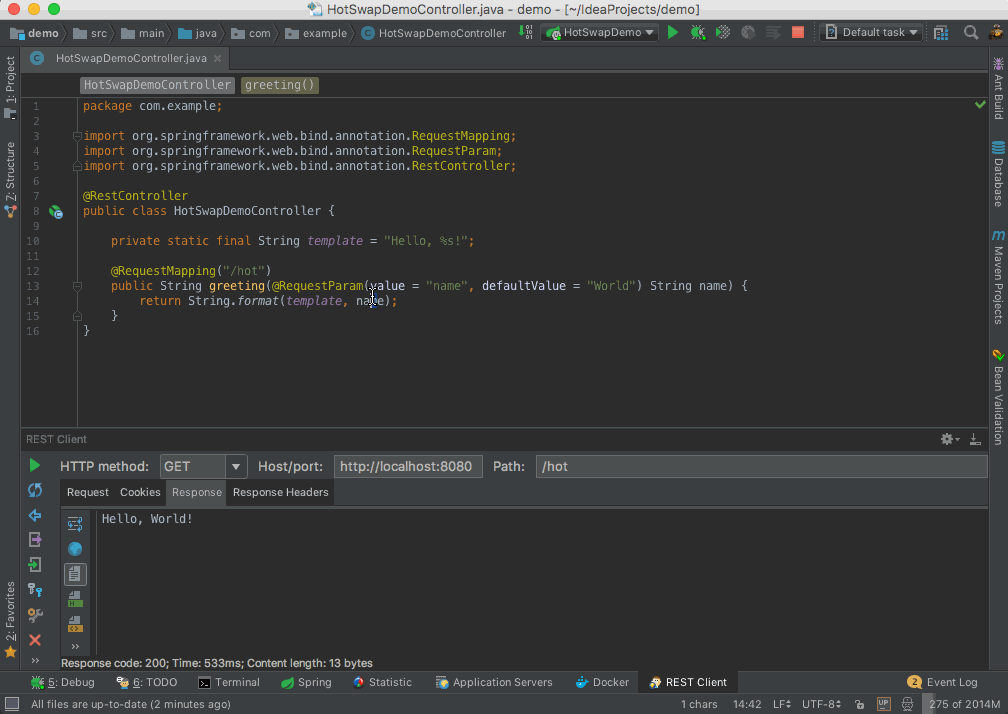 HotSwapDemoController.java - demo - [~/IdeaProjects/demo]
demo src main java com example HotSwapDemoController HotSwapDemo Default task
HotSwapDemoController.java
HotSwapDemoController greeting()
1 package com.example;
2
3 import org.springframework.web.bind.annotation.RequestMapping;
4 import org.springframework.web.bind.annotation.RequestParam;
5 import org.springframework.web.bind.annotation.RestController;
6
7 @RestController
8 public class HotSwapDemoController {
9
10 private static final String template = "Hello, %s!";
11
12 @RequestMapping("/hot")
13 public String greeting(@RequestParam(value = "name", defaultValue = "World") String name) {
14 return String.format(template, name);
15 }
16 }
1: Project
7: Structure
2: Favorites
Ant Build
Database
m Maven Projects
Bean Validation
REST Client
HTTP method: GET Host/port: http://localhost:8080 Path: /hot
Request Cookies Response Response Headers
Hello, World!
Response code: 200; Time: 533ms; Content length: 13 bytes
5: Debug 6: TODO Terminal Spring Statistic Application Servers Docker REST Client 2 Event Log
All files are up-to-date (2 minutes ago) 1 chars 14:42 LF UTF-8 UP 275 of 2014M